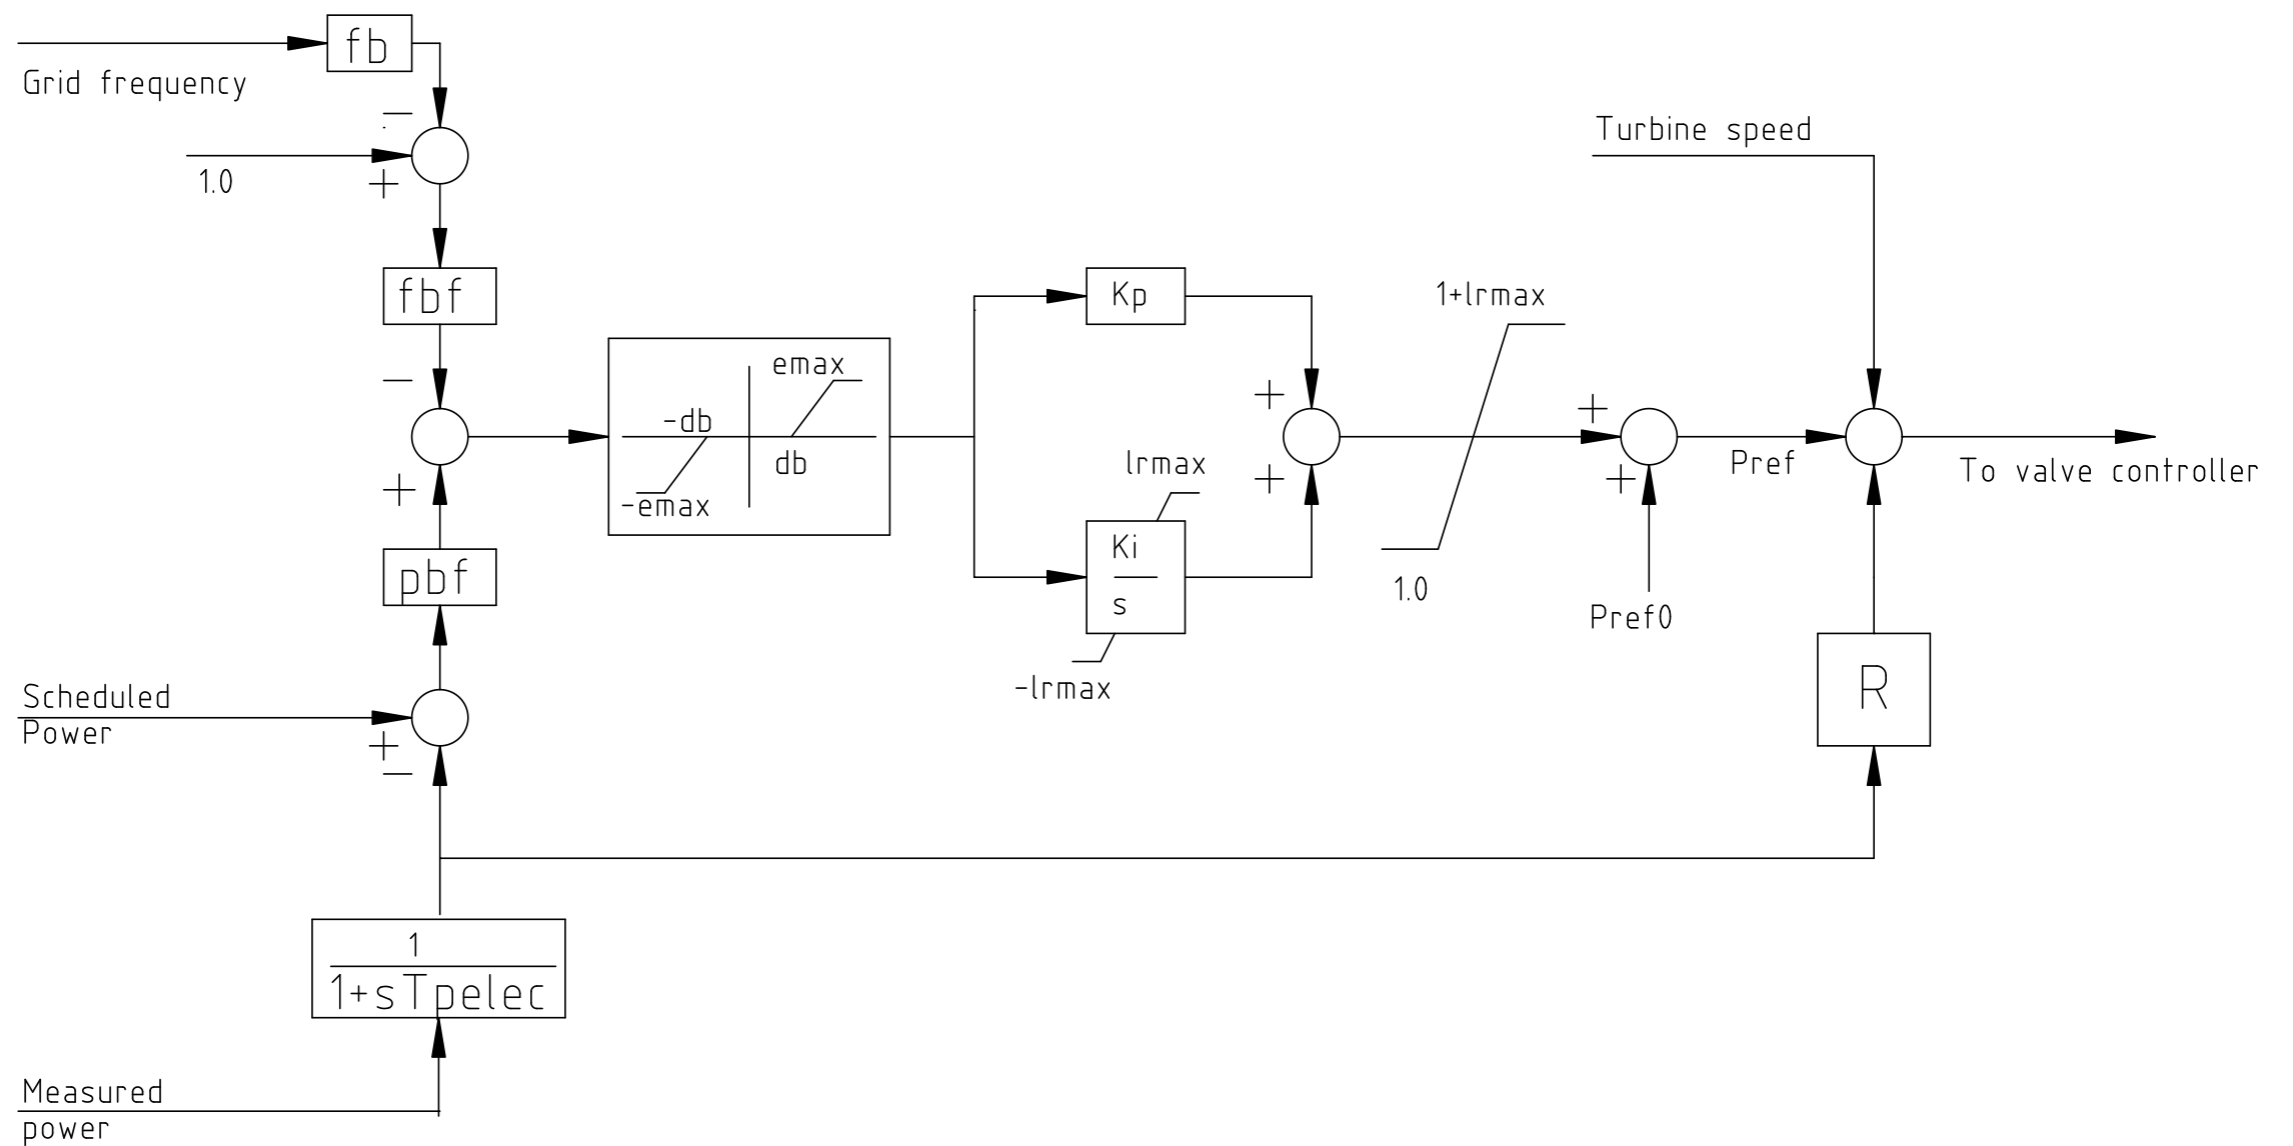 fb
Grid frequency
−
1.0
+
Turbine speed
fbf
−
+
pbf
-db
emax
db
-emax
Kp
+
+
lrmax
Ki
s
-lrmax
1+lrmax
1.0
+
+
Pref0
Pref
To valve controller
R
Scheduled
Power
+
−
1
1+sTpelec
Measured
power